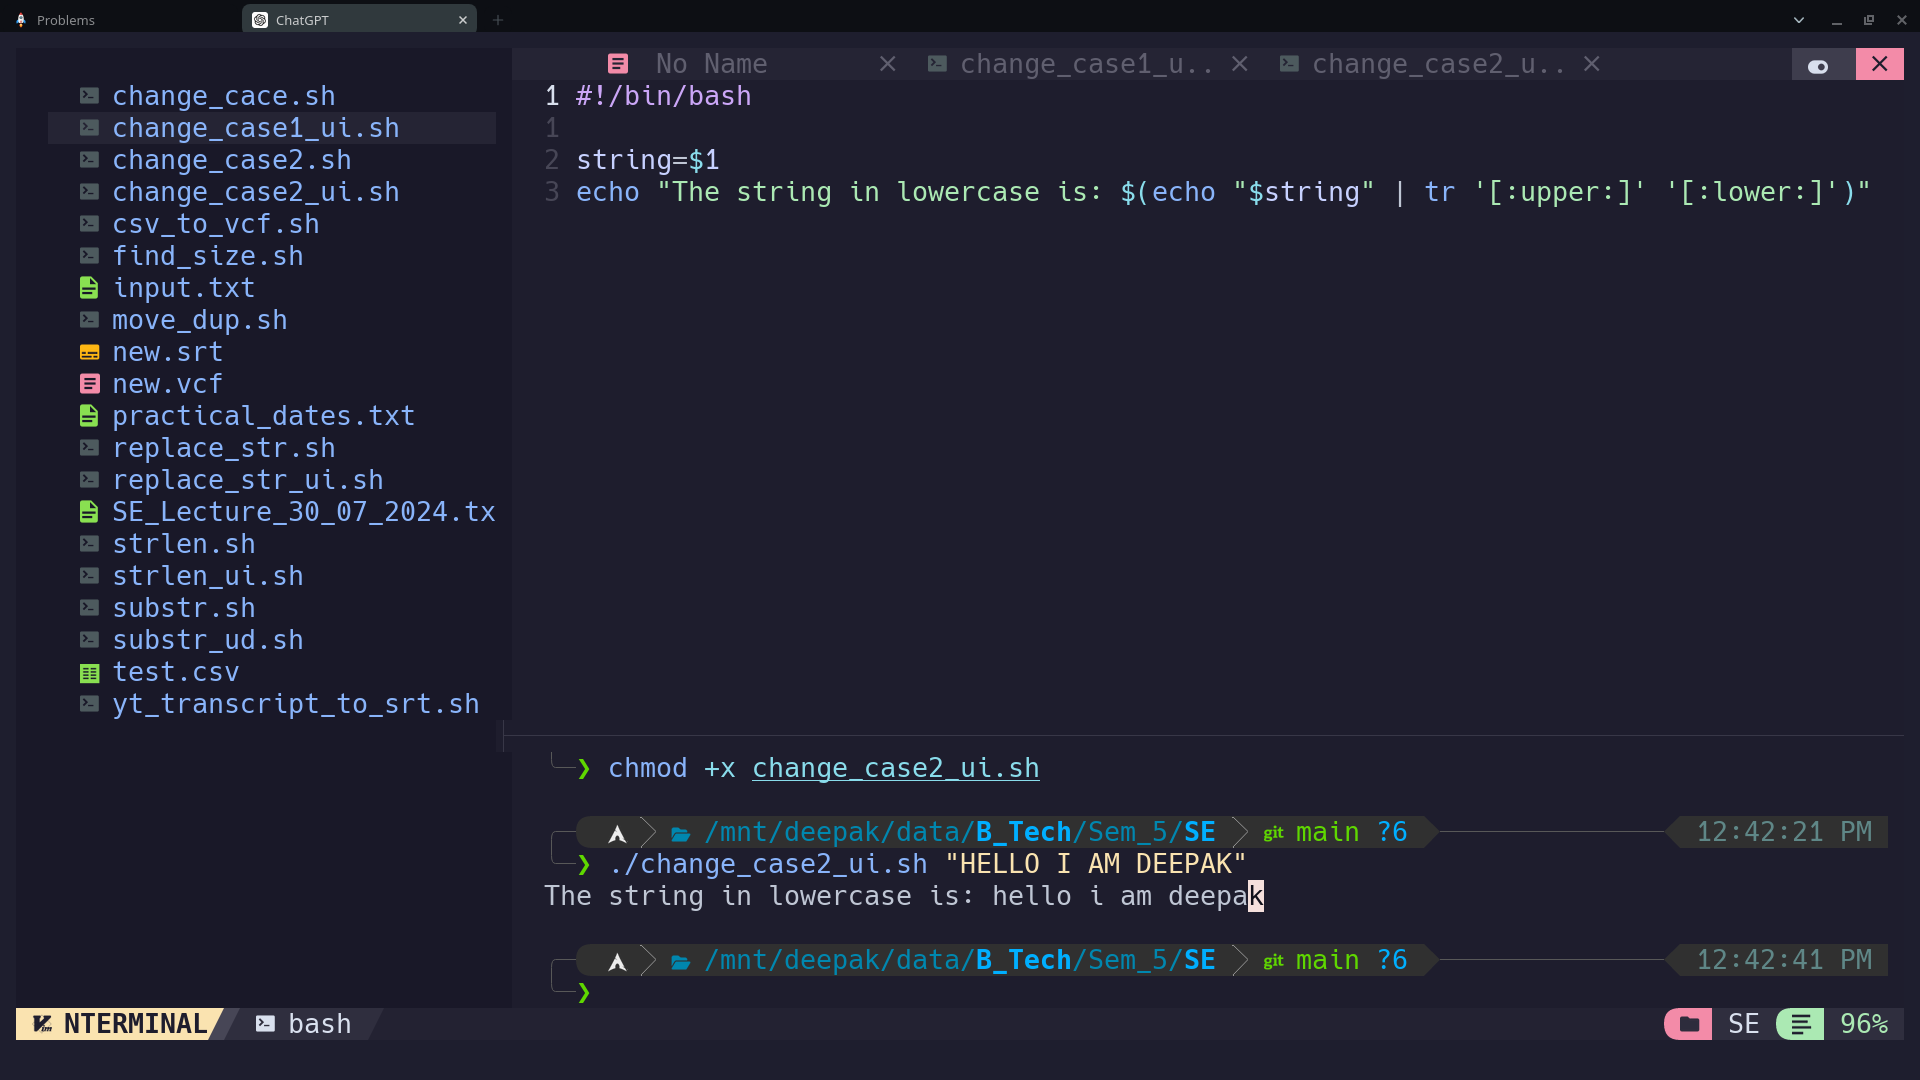 Problems
ChatGPT
No Name
change_case1_u..
change_case2_u..
change_cace.sh
change_case1_ui.sh
change_case2.sh
change_case2_ui.sh
csv_to_vcf.sh
find_size.sh
input.txt
move_dup.sh
new.srt
new.vcf
practical_dates.txt
replace_str.sh
replace_str_ui.sh
SE_Lecture_30_07_2024.tx
strlen.sh
strlen_ui.sh
substr.sh
substr_ud.sh
test.csv
yt_transcript_to_srt.sh
1 #!/bin/bash
1
2 string=$1
3 echo "The string in lowercase is: $(echo "$string" | tr '[:upper:]' '[:lower:]')"
❯ chmod +x change_case2_ui.sh
/mnt/deepak/data/B_Tech/Sem_5/SE git main ?6 12:42:21 PM
❯ ./change_case2_ui.sh "HELLO I AM DEEPAK"
The string in lowercase is: hello i am deepak
/mnt/deepak/data/B_Tech/Sem_5/SE git main ?6 12:42:41 PM
❯
NTERMINAL bash SE 96%